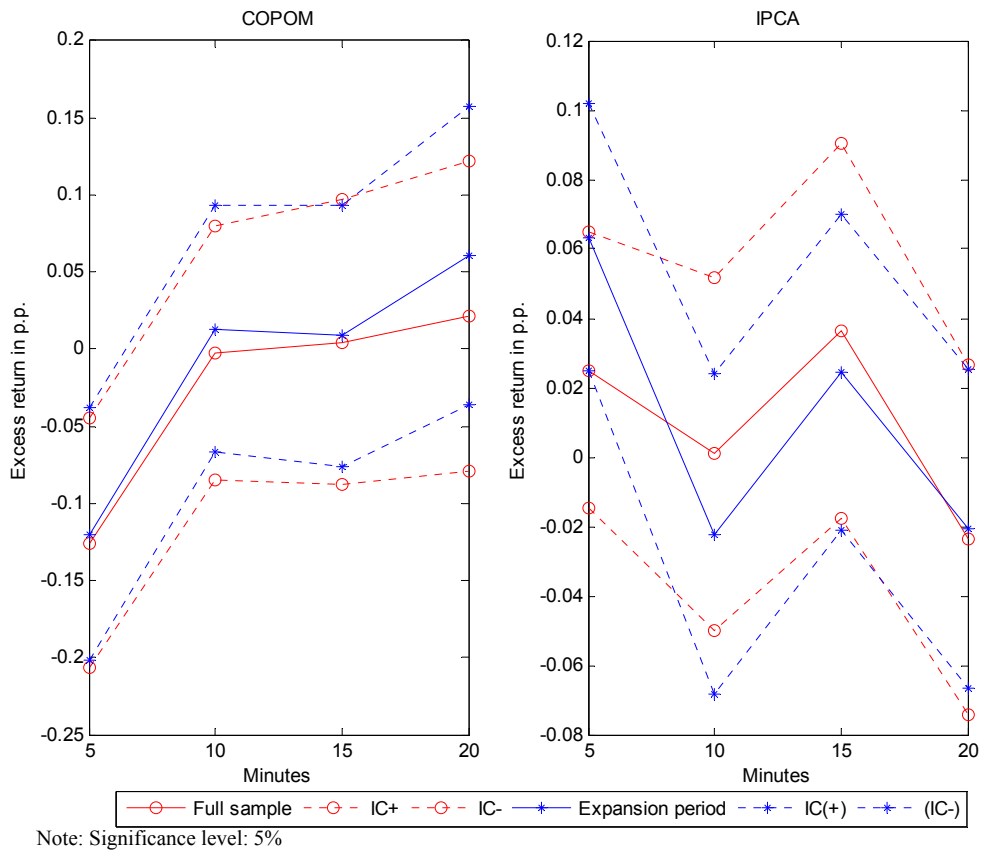 COPOM
IPCA
Excess return in p.p.
0.2
0.15
0.1
0.05
0
-0.05
-0.1
-0.15
-0.2
-0.25
5 10 15 20
Minutes
Excess return in p.p.
0.12
0.1
0.08
0.06
0.04
0.02
0
-0.02
-0.04
-0.06
-0.08
5 10 15 20
Minutes
Full sample IC+ IC- Expansion period IC(+) (IC-)
Note: Significance level: 5%